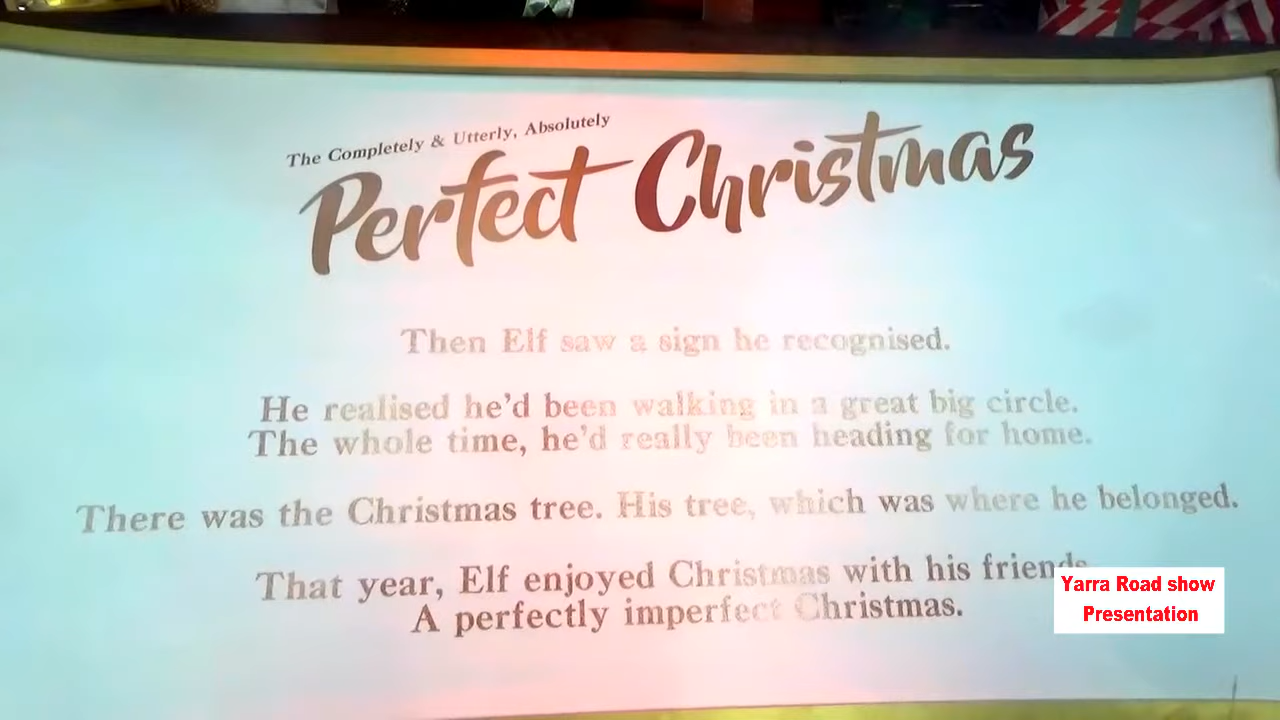 The Completely & Utterly, Absolutely
Perfect Christmas
Then Elf saw a sign he recognised.
He realised he'd been walking in a great big circle.
The whole time, he'd really been heading for home.
There was the Christmas tree. His tree, which was where he belonged.
That year, Elf enjoyed Christmas with his friends.
A perfectly imperfect Christmas.
Yarra Road show
Presentation